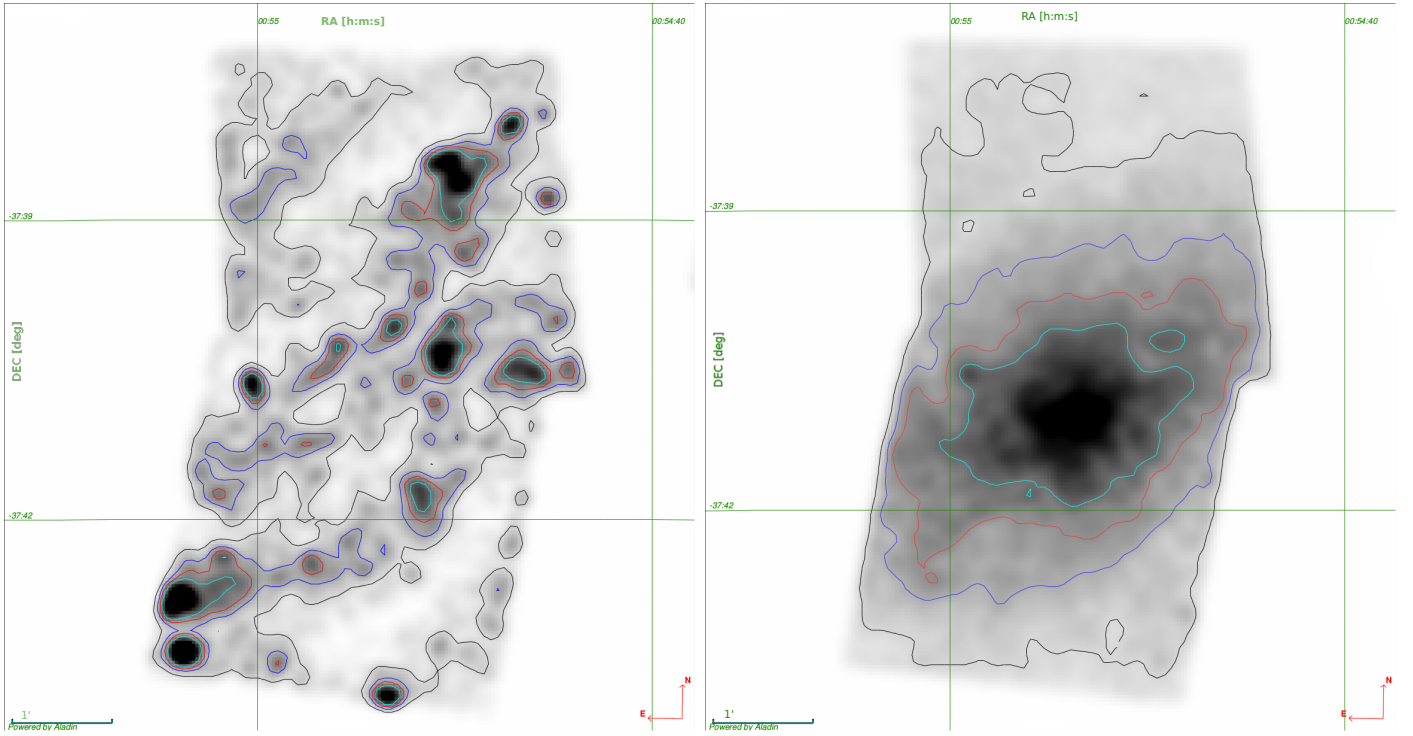 00:55
RA [h:m:s]
00:54:40
-37:39
DEC [deg]
-37:42
1'
Powered by Aladin
N
E
00:55
RA [h:m:s]
00:54:40
-37:39
DEC [deg]
-37:42
1'
Powered by Aladin
N
E